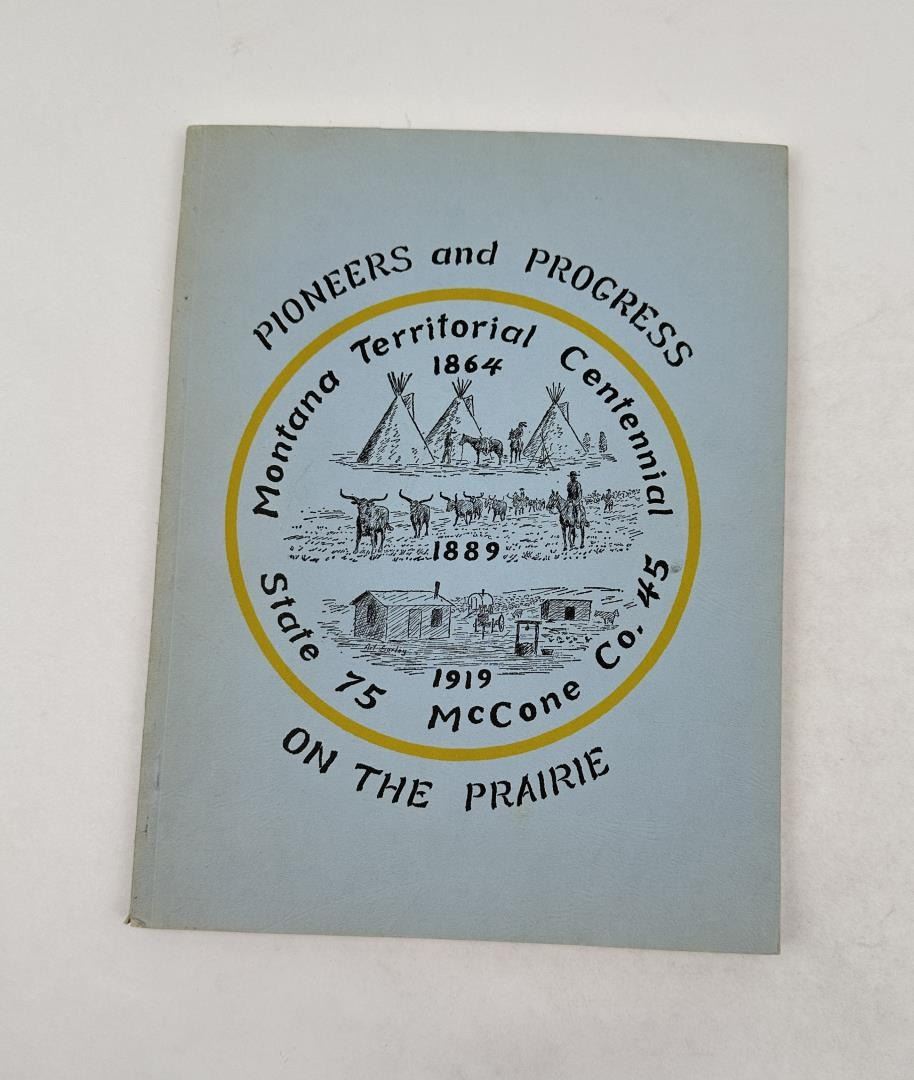 PIONEERS and PROGRESS
Montana Territorial Centennial
1864
1889
1919
State 75 McCone Co. 45
ON THE PRAIRIE